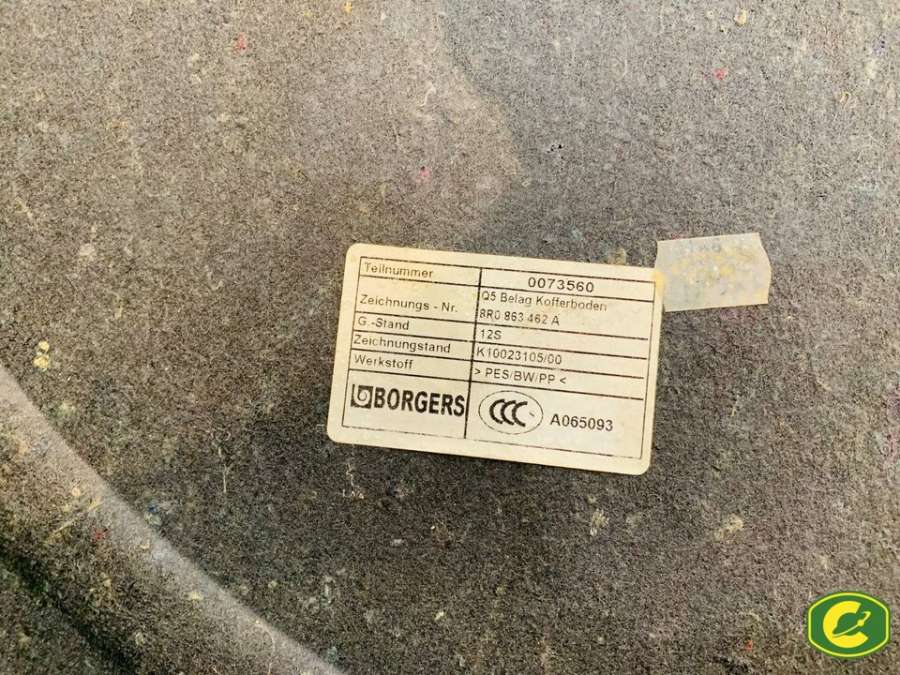 Teilnummer 0073560
Zeichnungs - Nr. Q5 Belag Kofferboden
8R0 863 462 A
G.-Stand 12S
Zeichnungstand K10023105/00
Werkstoff > PES/BW/PP <
BORGERS CCC A065093